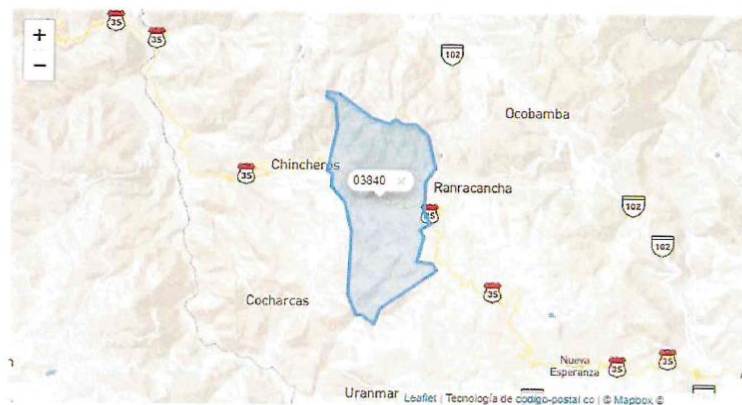 +
35
35
102
−
Ocobamba
Chincheros
35
03840 ×
Ranracancha
35
102
102
35
Cocharcas
Nueva
Esperanza
35
35
Uranmar
Leaflet | Tecnología de codigo-postal co | © Mapbox ©